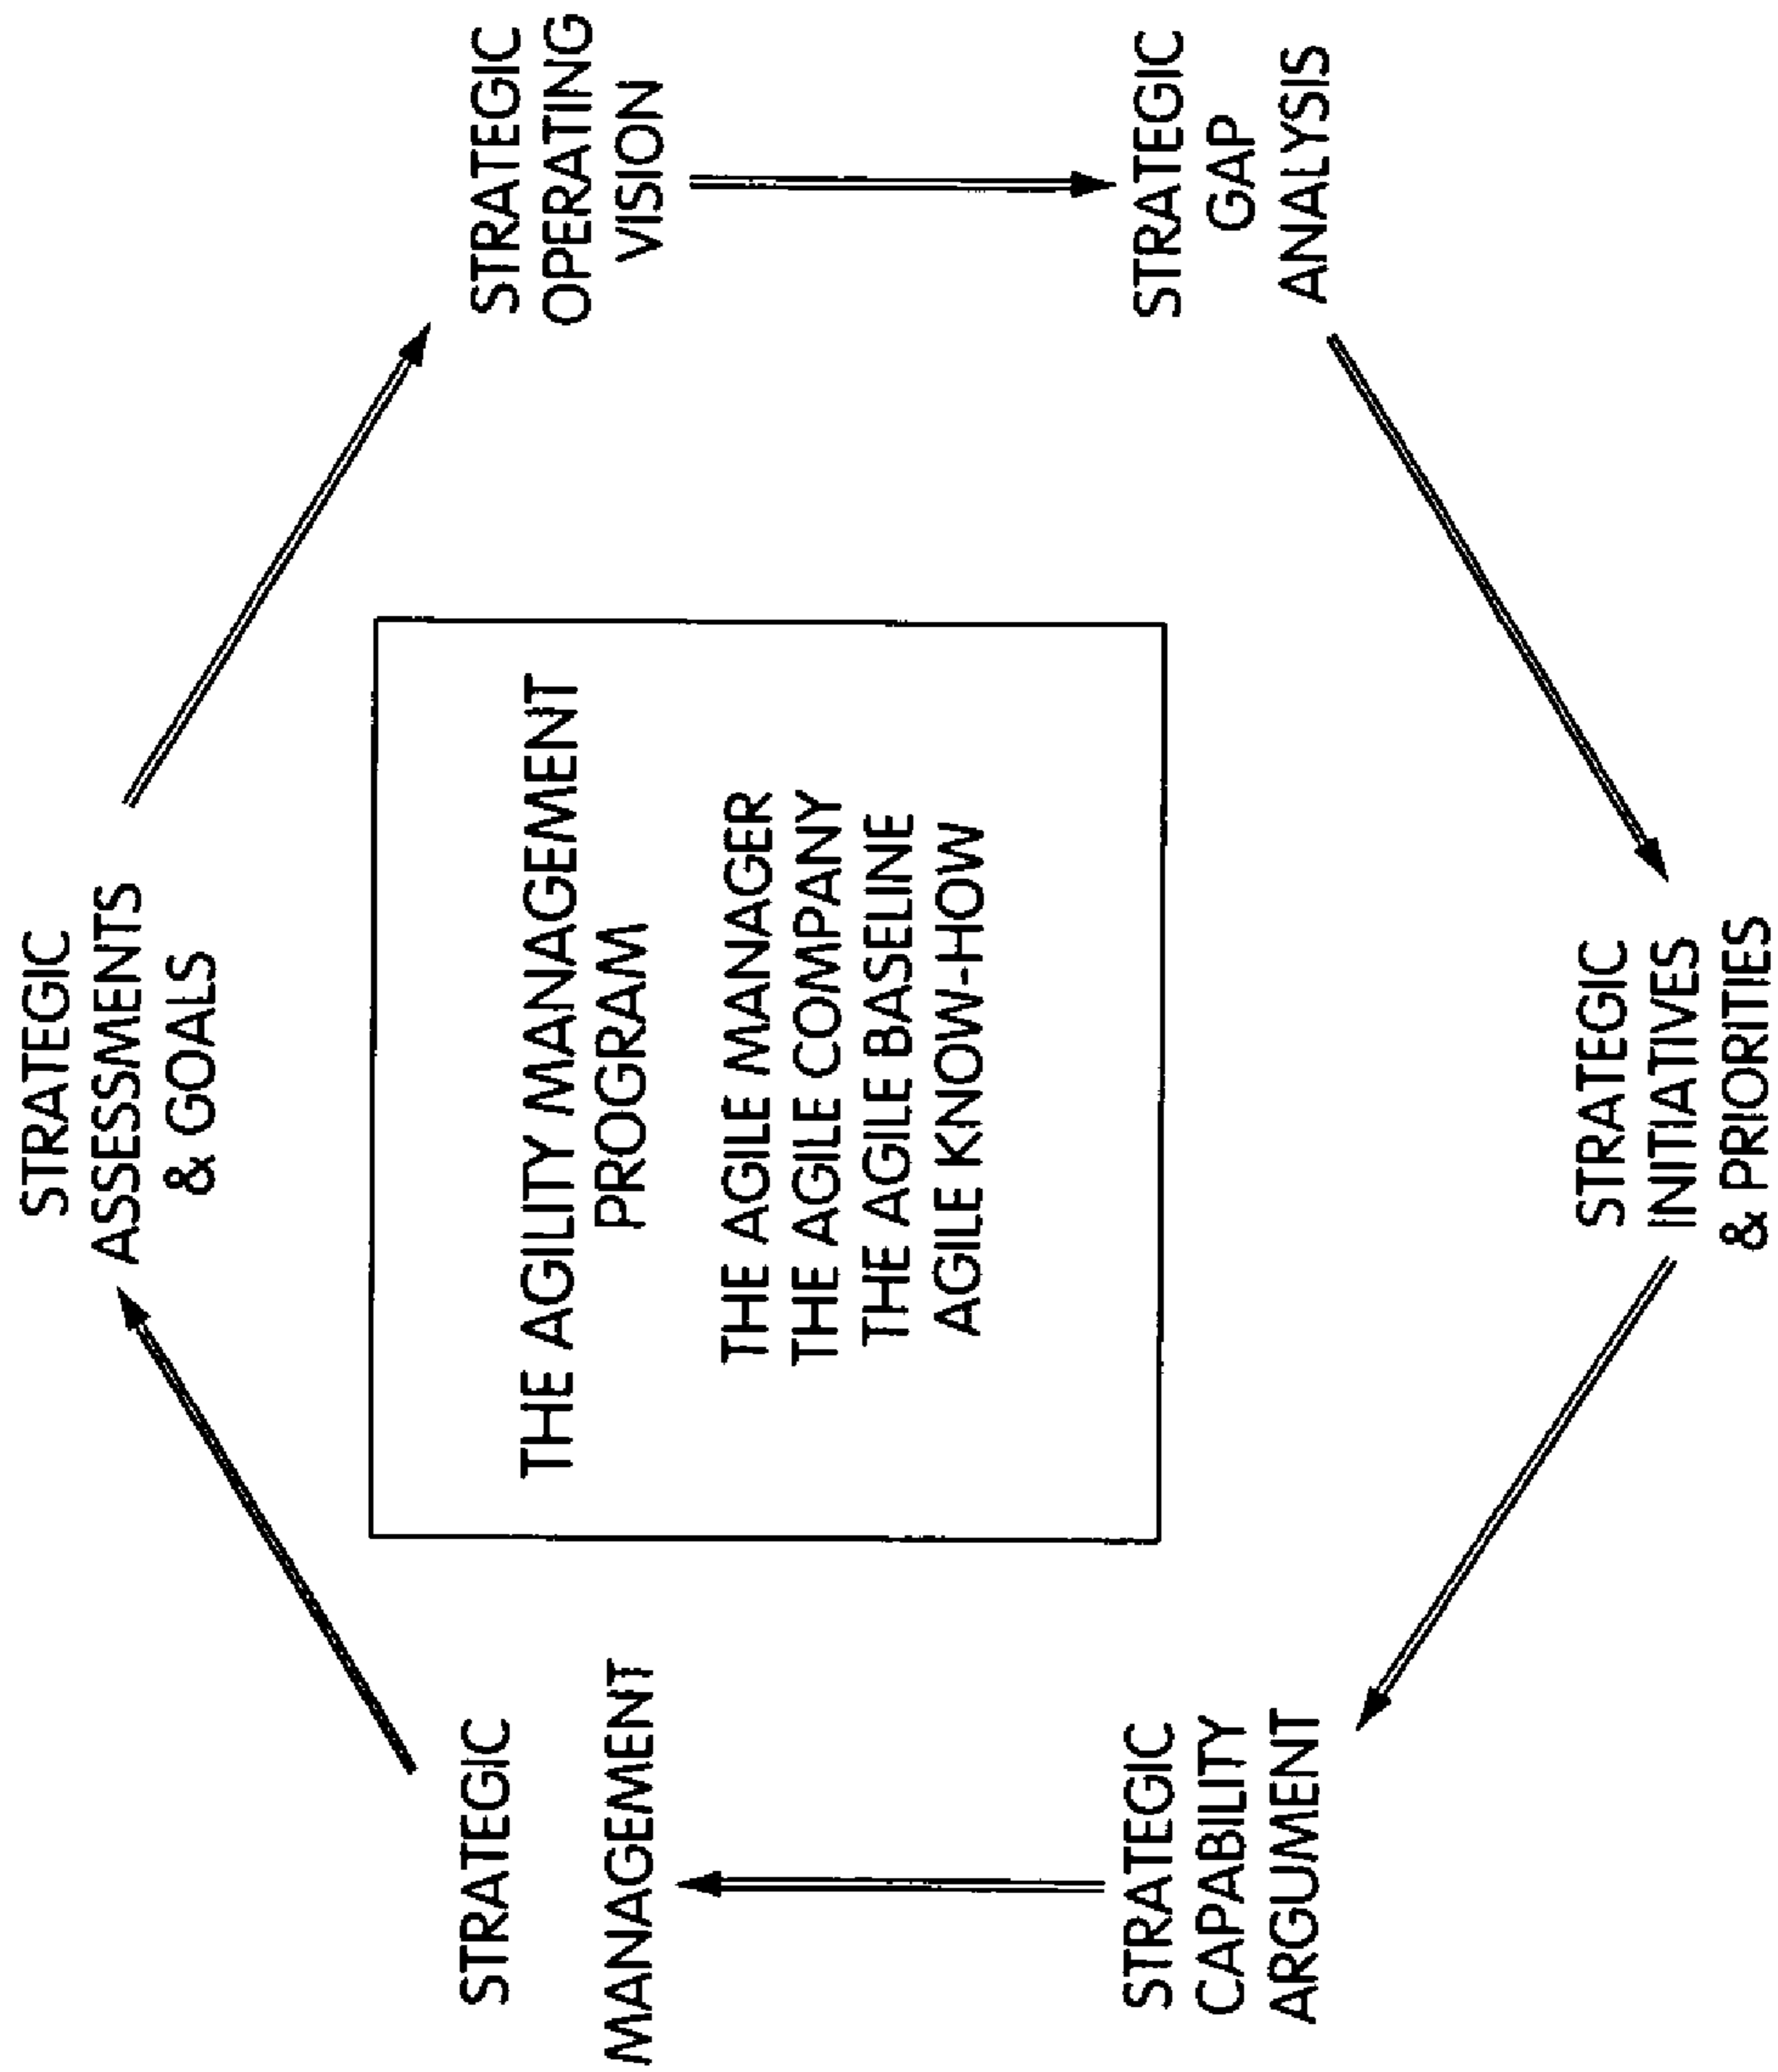 STRATEGIC
ASSESSMENTS
& GOALS
STRATEGIC
OPERATING
VISION
STRATEGIC
GAP
ANALYSIS
STRATEGIC
INITIATIVES
& PRIORITIES
STRATEGIC
CAPABILITY
ARGUMENT
STRATEGIC
MANAGEMENT
THE AGILITY MANAGEMENT
PROGRAM
THE AGILE MANAGER
THE AGILE COMPANY
THE AGILE BASELINE
AGILE KNOW-HOW